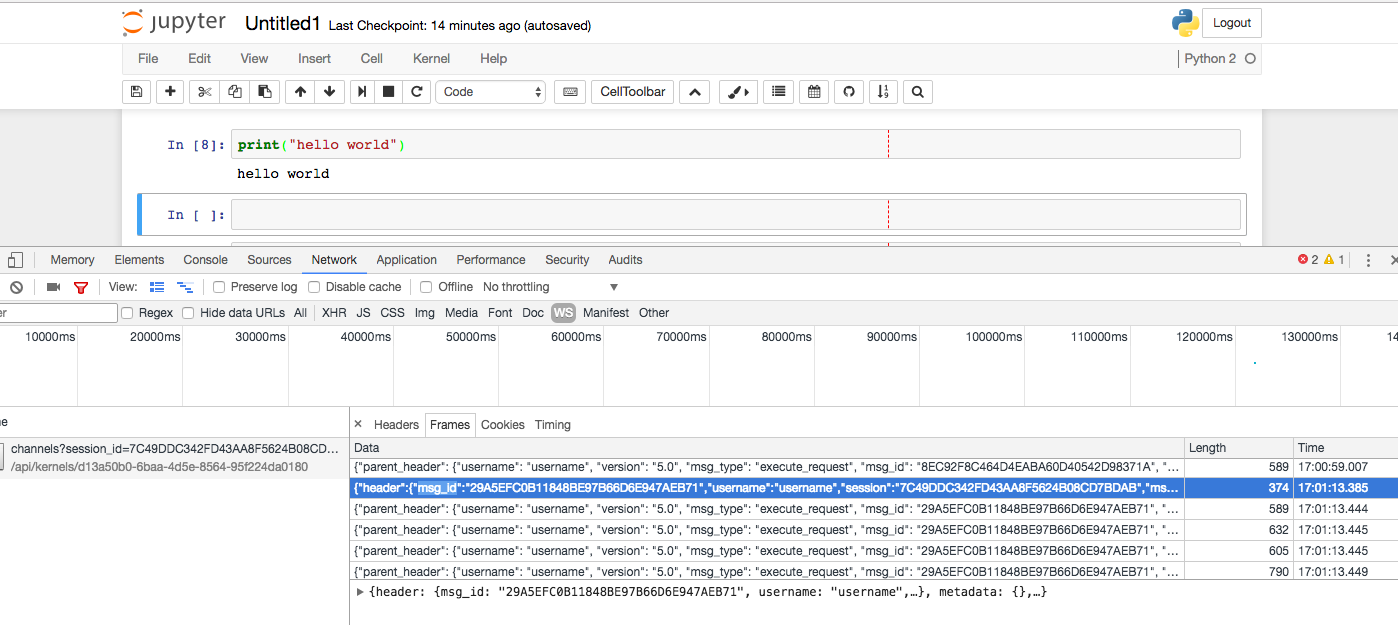 jupyter Untitled1 Last Checkpoint: 14 minutes ago (autosaved) Logout
File Edit View Insert Cell Kernel Help Python 2
Code CellToolbar
In [8]: print("hello world")
hello world
In [ ]:
Memory Elements Console Sources Network Application Performance Security Audits 2 1
View: Preserve log Disable cache Offline No throttling
er Regex Hide data URLs All XHR JS CSS Img Media Font Doc WS Manifest Other
10000ms 20000ms 30000ms 40000ms 50000ms 60000ms 70000ms 80000ms 90000ms 100000ms 110000ms 120000ms 130000ms 14
e × Headers Frames Cookies Timing
channels?session_id=7C49DDC342FD43AA8F5624B08CD…
/api/kernels/d13a50b0-6baa-4d5e-8564-95f224da0180
Data Length Time
{"parent_header": {"username": "username", "version": "5.0", "msg_type": "execute_request", "msg_id": "8EC92F8C464D4EABA60D40542D98371A", "… 589 17:00:59.007
{"header":{"msg_id":"29A5EFC0B11848BE97B66D6E947AEB71","username":"username","session":"7C49DDC342FD43AA8F5624B08CD7BDAB","ms… 374 17:01:13.385
{"parent_header": {"username": "username", "version": "5.0", "msg_type": "execute_request", "msg_id": "29A5EFC0B11848BE97B66D6E947AEB71", "… 589 17:01:13.444
{"parent_header": {"username": "username", "version": "5.0", "msg_type": "execute_request", "msg_id": "29A5EFC0B11848BE97B66D6E947AEB71", "… 632 17:01:13.445
{"parent_header": {"username": "username", "version": "5.0", "msg_type": "execute_request", "msg_id": "29A5EFC0B11848BE97B66D6E947AEB71", "… 605 17:01:13.445
{"parent_header": {"username": "username", "version": "5.0", "msg_type": "execute_request", "msg_id": "29A5EFC0B11848BE97B66D6E947AEB71", "… 790 17:01:13.449
{header: {msg_id: "29A5EFC0B11848BE97B66D6E947AEB71", username: "username",…}, metadata: {},…}